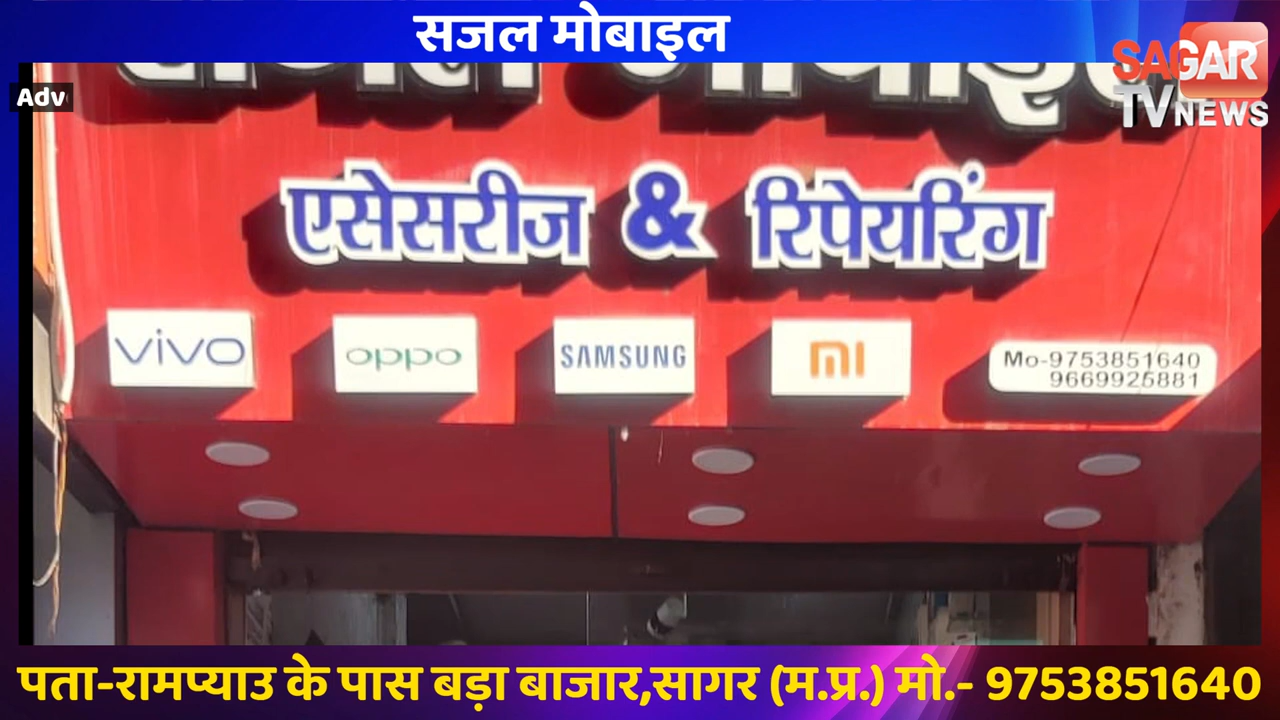 सजल मोबाइल
SAGAR
TV NEWS
Adv
एसेसरीज & रिपेयरिंग
vivo
oppo
SAMSUNG
mi
Mo-9753851640
9669925881
पता-रामप्याउ के पास बड़ा बाजार,सागर (म.प्र.) मो.- 9753851640